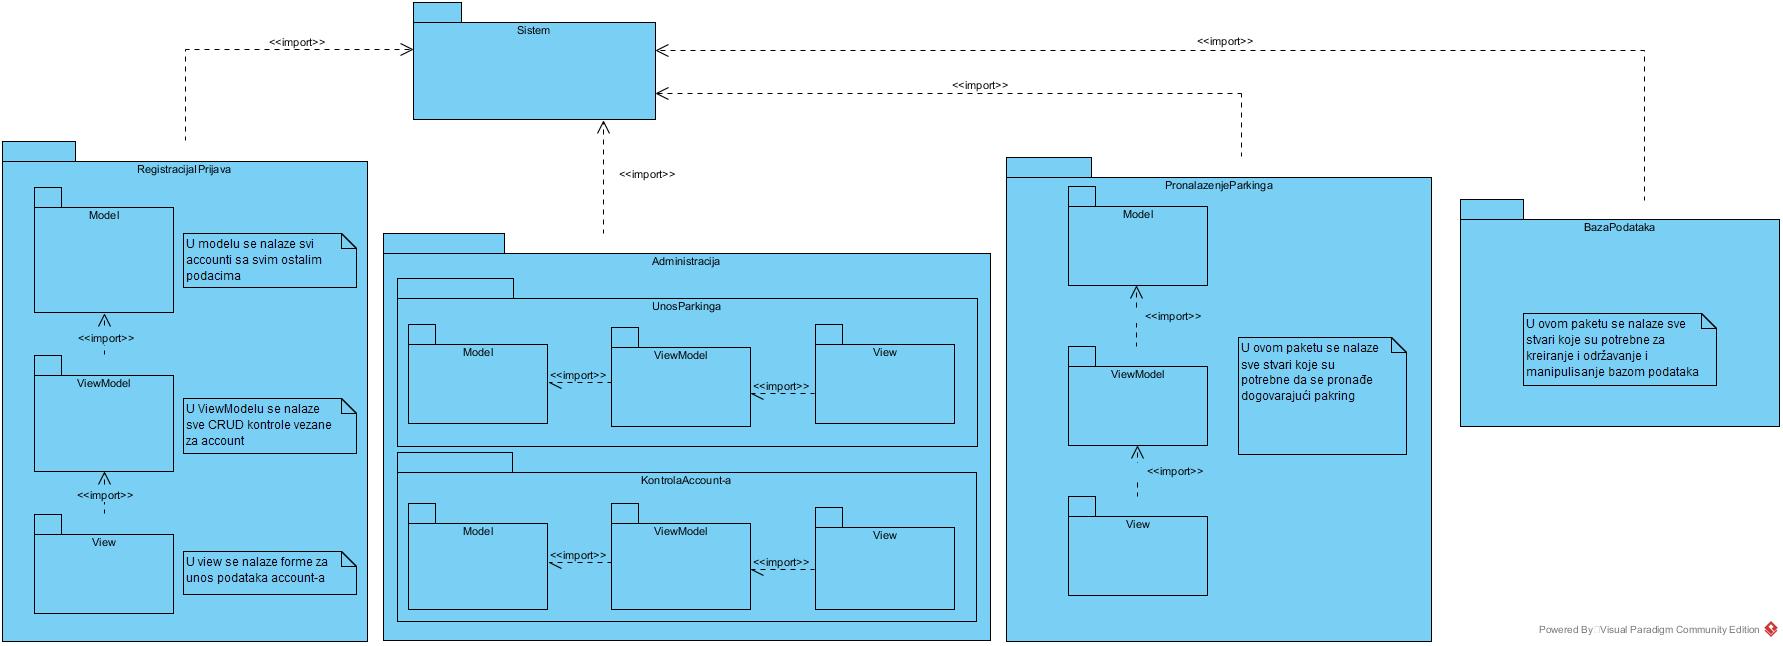 Sistem
<<import>>
<<import>>
<<import>>
<<import>>
RegistracijaIPrijava
Model
U modelu se nalaze svi
accounti sa svim ostalim
podacima
<<import>>
ViewModel
U ViewModelu se nalaze
sve CRUD kontrole vezane
za account
<<import>>
View
U view se nalaze forme za
unos podataka account-a
Administracija
UnosParkinga
Model
<<import>>
ViewModel
<<import>>
View
KontrolaAccount-a
Model
<<import>>
ViewModel
<<import>>
View
PronalazenjeParkinga
Model
<<import>>
ViewModel
U ovom paketu se nalaze
sve stvari koje su
potrebne da se pronađe
dogovarajući pakring
<<import>>
View
BazaPodataka
U ovom paketu se nalaze sve
stvari koje su potrebne za
kreiranje i održavanje i
manipulisanje bazom podataka
Powered By Visual Paradigm Community Edition